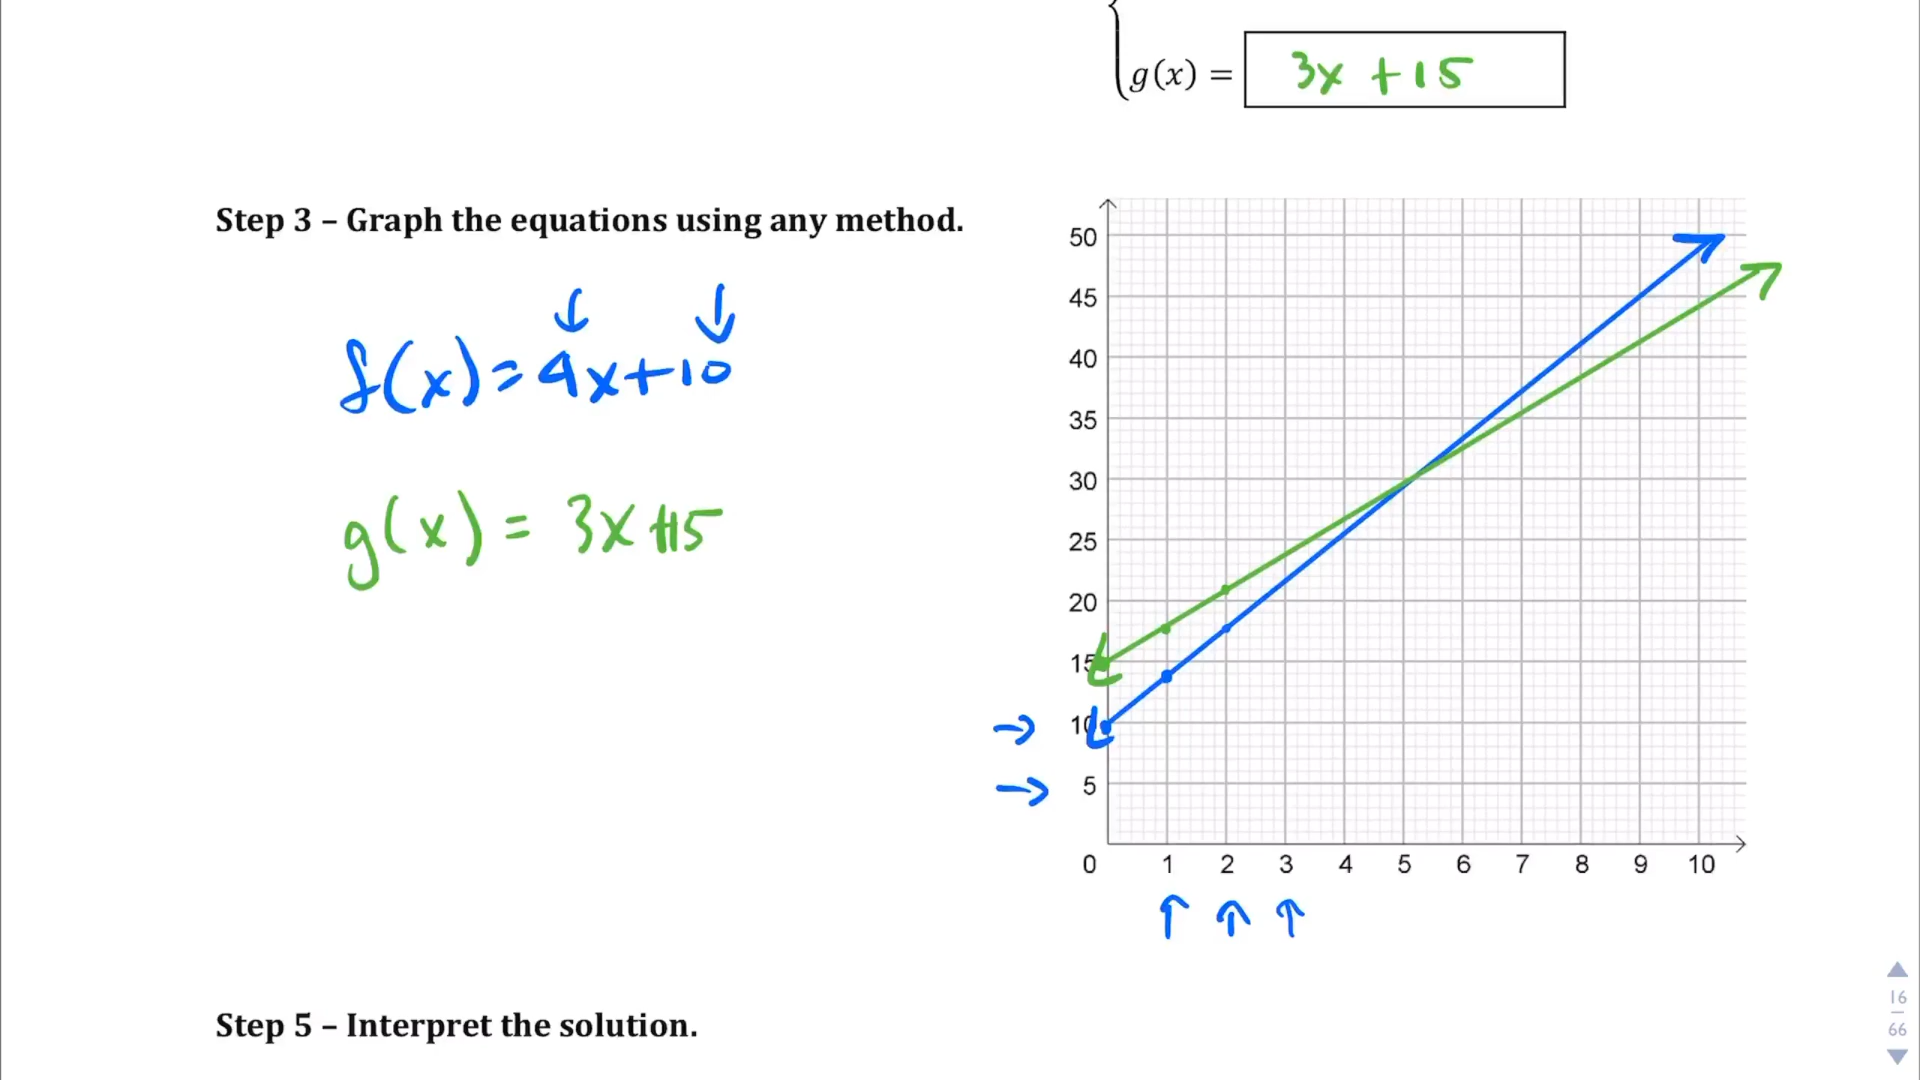 g(x) = 3x + 15
Step 3 – Graph the equations using any method.
f(x) = 4x+10
g(x) = 3x+15
50
45
40
35
30
25
20
15
10
5
0 1 2 3 4 5 6 7 8 9 10
Step 5 – Interpret the solution.
16
66